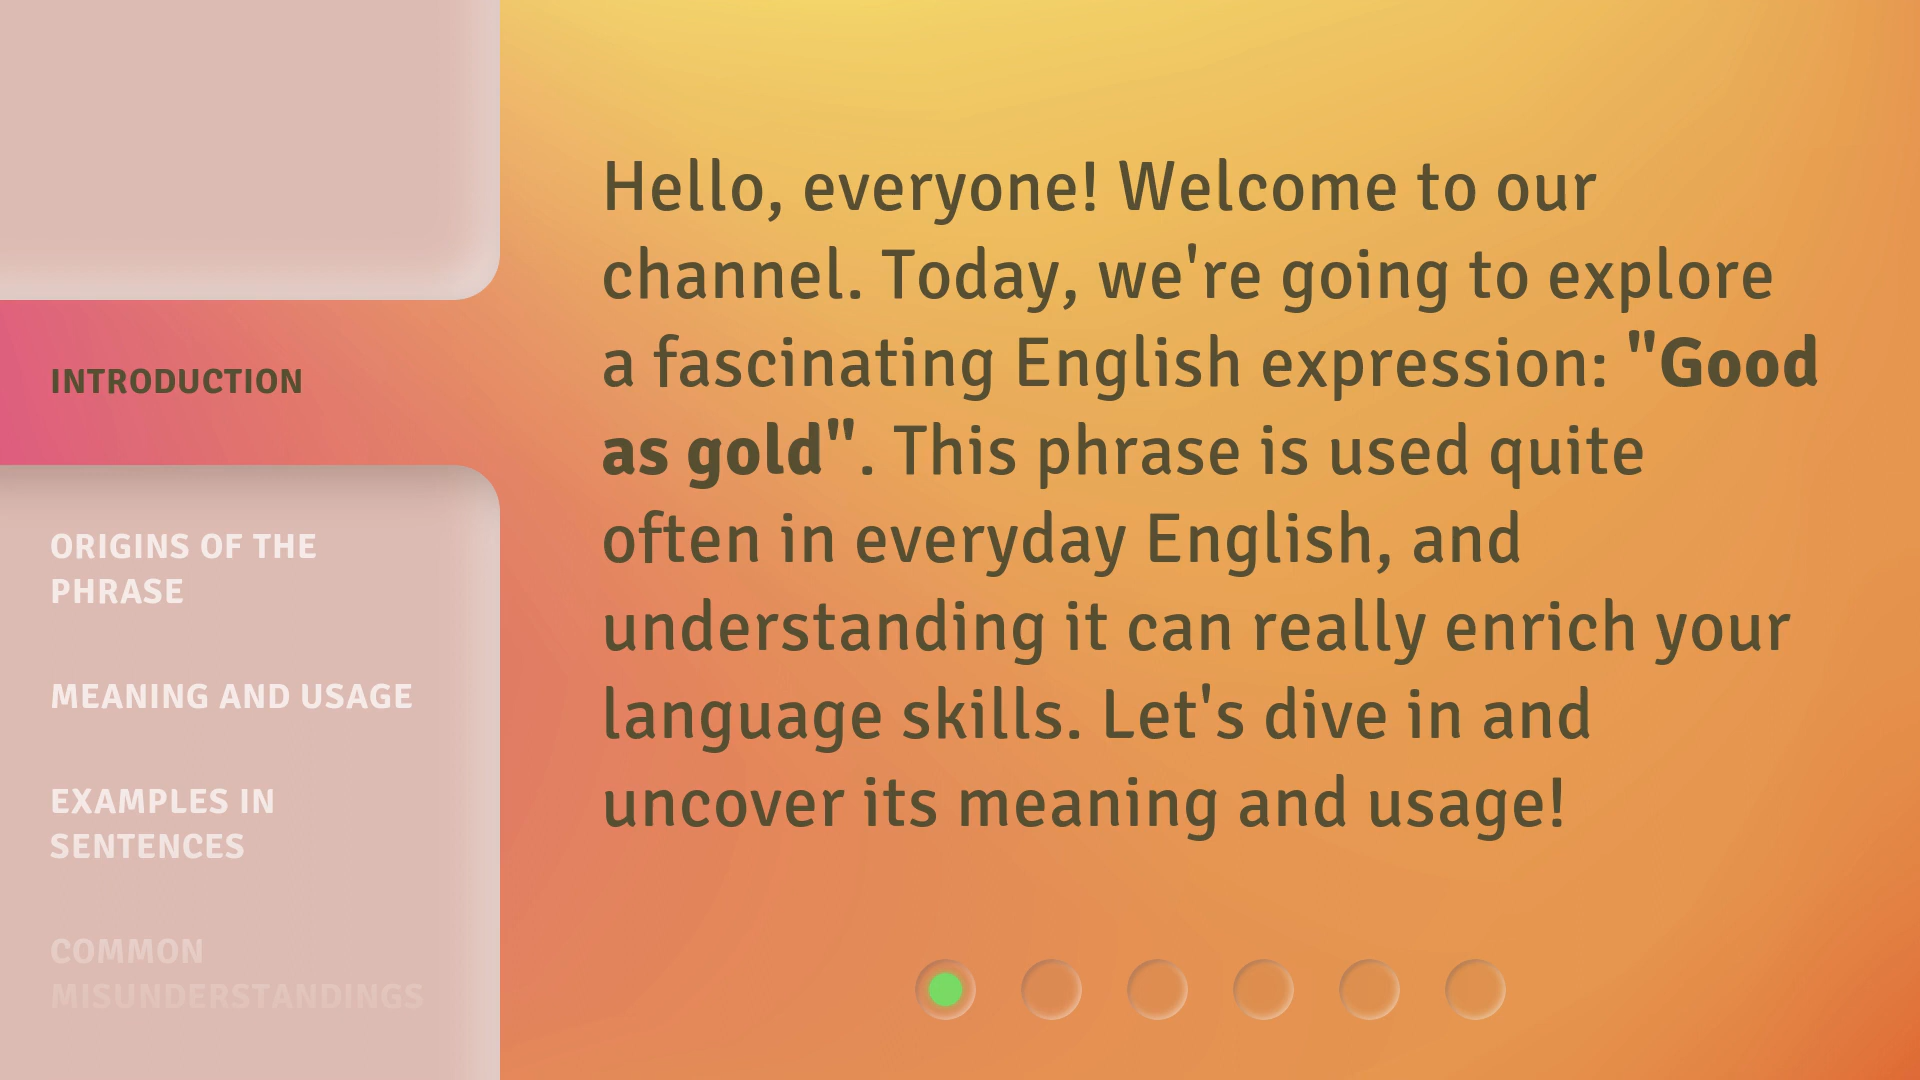 INTRODUCTION
ORIGINS OF THE
PHRASE
MEANING AND USAGE
EXAMPLES IN
SENTENCES
COMMON
MISUNDERSTANDINGS
Hello, everyone! Welcome to our
channel. Today, we're going to explore
a fascinating English expression: "Good
as gold". This phrase is used quite
often in everyday English, and
understanding it can really enrich your
language skills. Let's dive in and
uncover its meaning and usage!